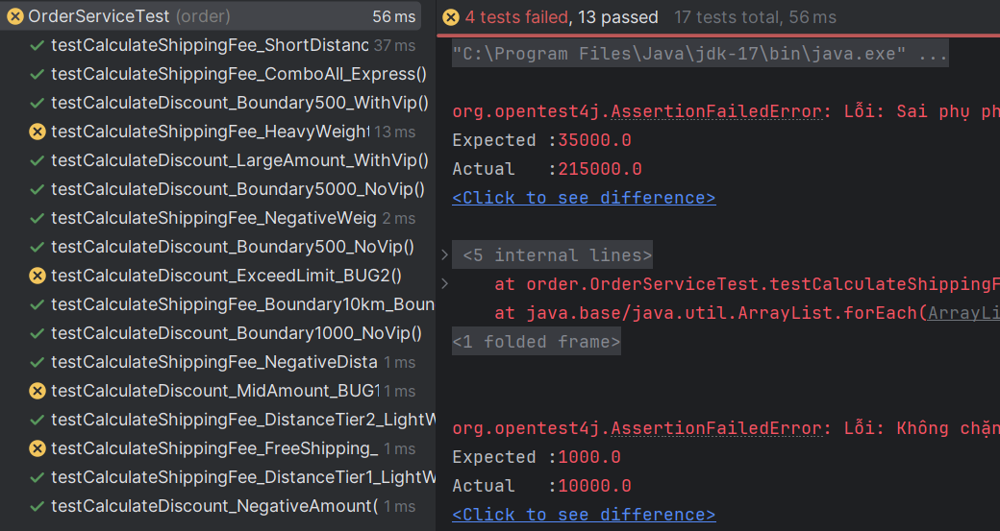 OrderServiceTest (order) 56 ms
testCalculateShippingFee_ShortDistanc 37 ms
testCalculateShippingFee_ComboAll_Express()
testCalculateDiscount_Boundary500_WithVip()
testCalculateShippingFee_HeavyWeight 13 ms
testCalculateDiscount_LargeAmount_WithVip()
testCalculateDiscount_Boundary5000_NoVip()
testCalculateShippingFee_NegativeWeig 2 ms
testCalculateDiscount_Boundary500_NoVip()
testCalculateDiscount_ExceedLimit_BUG2()
testCalculateShippingFee_Boundary10km_Boun
testCalculateDiscount_Boundary1000_NoVip()
testCalculateShippingFee_NegativeDista 1 ms
testCalculateDiscount_MidAmount_BUG1 1 ms
testCalculateShippingFee_DistanceTier2_LightW
testCalculateShippingFee_FreeShipping_ 1 ms
testCalculateShippingFee_DistanceTier1_LightW
testCalculateDiscount_NegativeAmount( 1 ms
4 tests failed, 13 passed 17 tests total, 56 ms
"C:\Program Files\Java\jdk-17\bin\java.exe" ...
org.opentest4j.AssertionFailedError: Lỗi: Sai phụ ph
Expected :35000.0
Actual :215000.0
<Click to see difference>
<5 internal lines>
at order.OrderServiceTest.testCalculateShippingF
at java.base/java.util.ArrayList.forEach(ArrayLi
<1 folded frame>
org.opentest4j.AssertionFailedError: Lỗi: Không chặn
Expected :1000.0
Actual :10000.0
<Click to see difference>